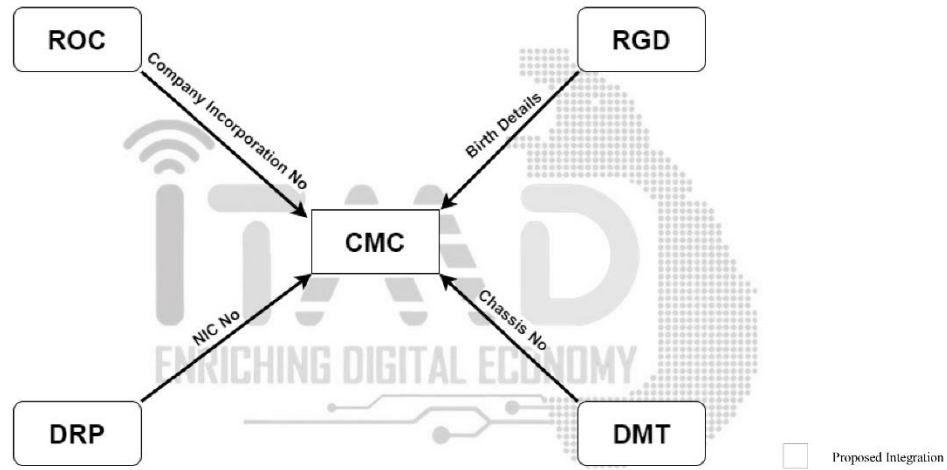 ROC
RGD
Company Incorporation No
Birth Details
CMC
NIC No
Chassis No
ITMD
ENRICHING DIGITAL ECONOMY
DRP
DMT
Proposed Integration